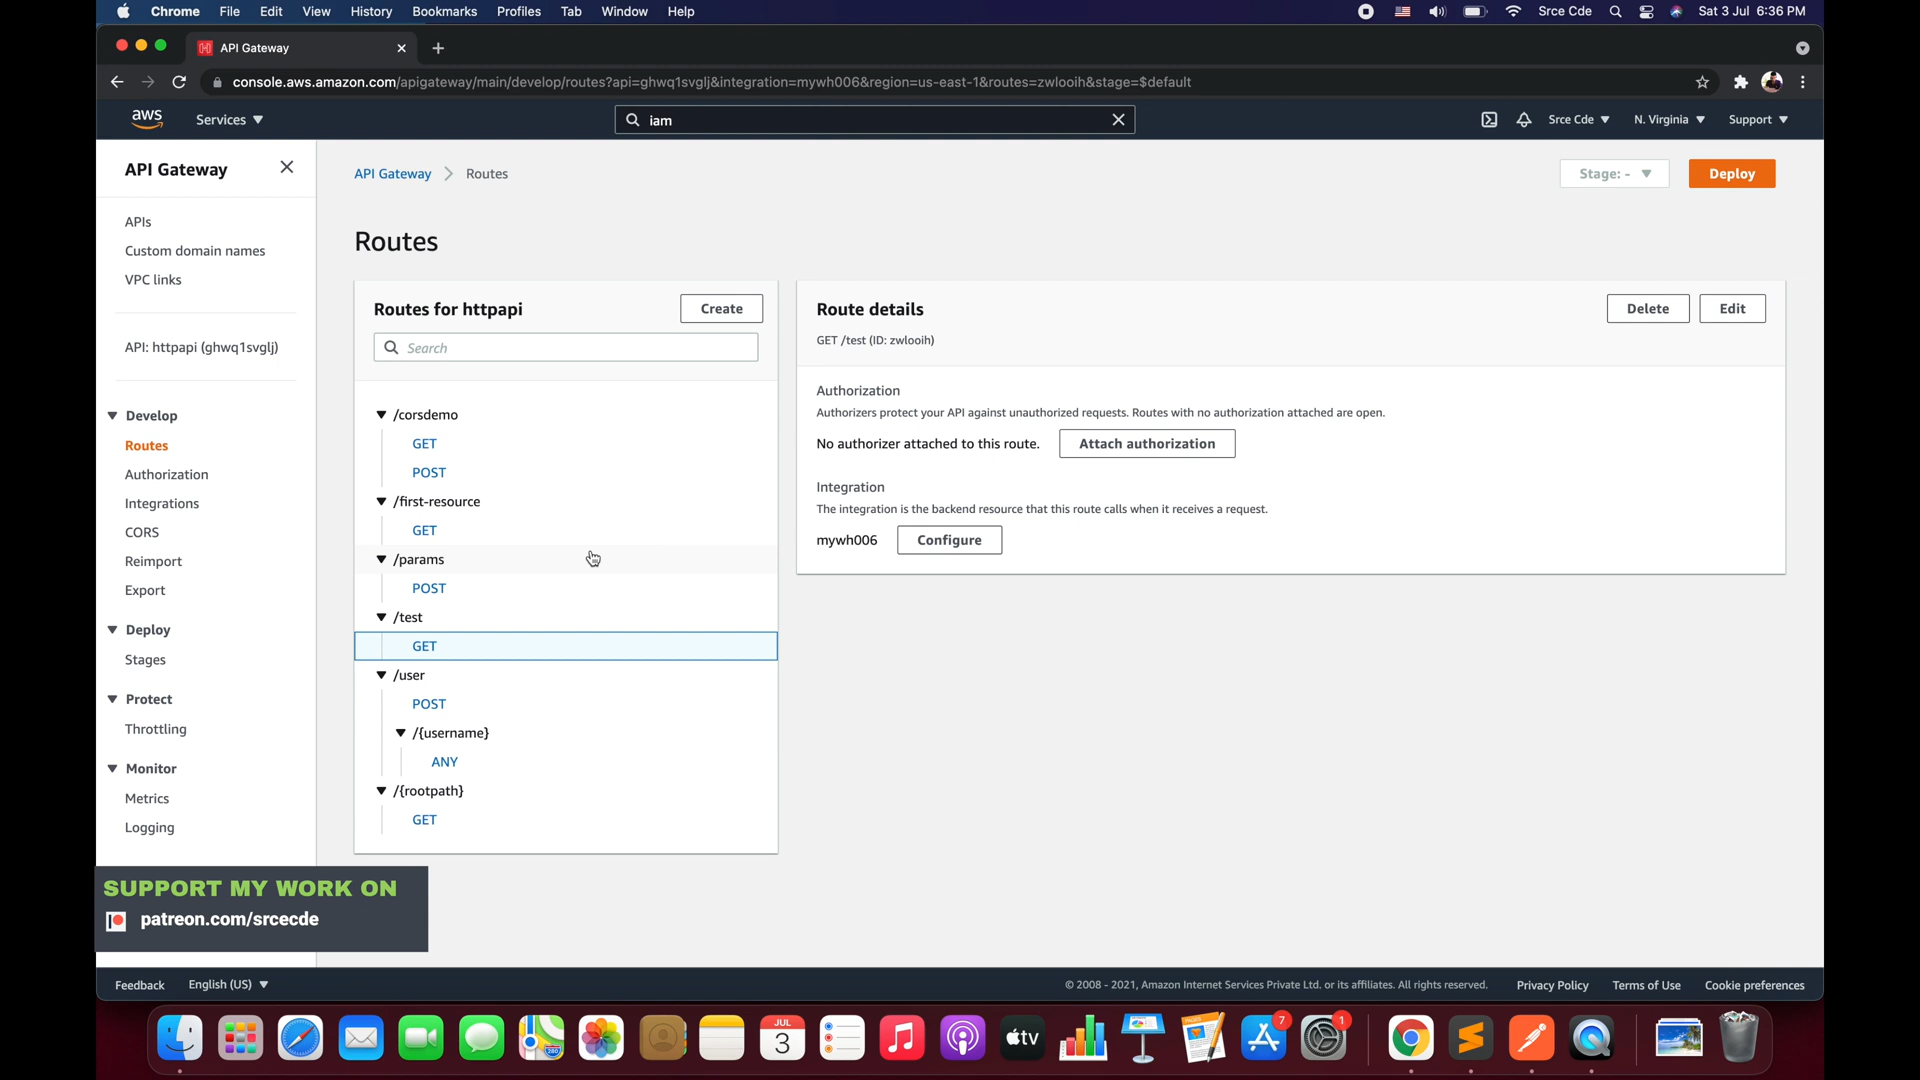 Chrome File Edit View History Bookmarks Profiles Tab Window Help Srce Cde Sat 3 Jul 6:36 PM
API Gateway
console.aws.amazon.com/apigateway/main/develop/routes?api=ghwq1svglj&integration=mywh006&region=us-east-1&routes=zwlooih&stage=$default
aws Services iam Srce Cde N. Virginia Support
API Gateway
APIs
Custom domain names
VPC links
API: httpapi (ghwq1svglj)
Develop
Routes
Authorization
Integrations
CORS
Reimport
Export
Deploy
Stages
Protect
Throttling
Monitor
Metrics
Logging
API Gateway Routes
Stage: - Deploy
Routes
Routes for httpapi Create
Search
/corsdemo
GET
POST
/first-resource
GET
/params
POST
/test
GET
/user
POST
/{username}
ANY
/{rootpath}
GET
Route details Delete Edit
GET /test (ID: zwlooih)
Authorization
Authorizers protect your API against unauthorized requests. Routes with no authorization attached are open.
No authorizer attached to this route. Attach authorization
Integration
The integration is the backend resource that this route calls when it receives a request.
mywh006 Configure
SUPPORT MY WORK ON
patreon.com/srcecde
Feedback English (US) © 2008 - 2021, Amazon Internet Services Private Ltd. or its affiliates. All rights reserved. Privacy Policy Terms of Use Cookie preferences
JUL
3
280
tv
7
1